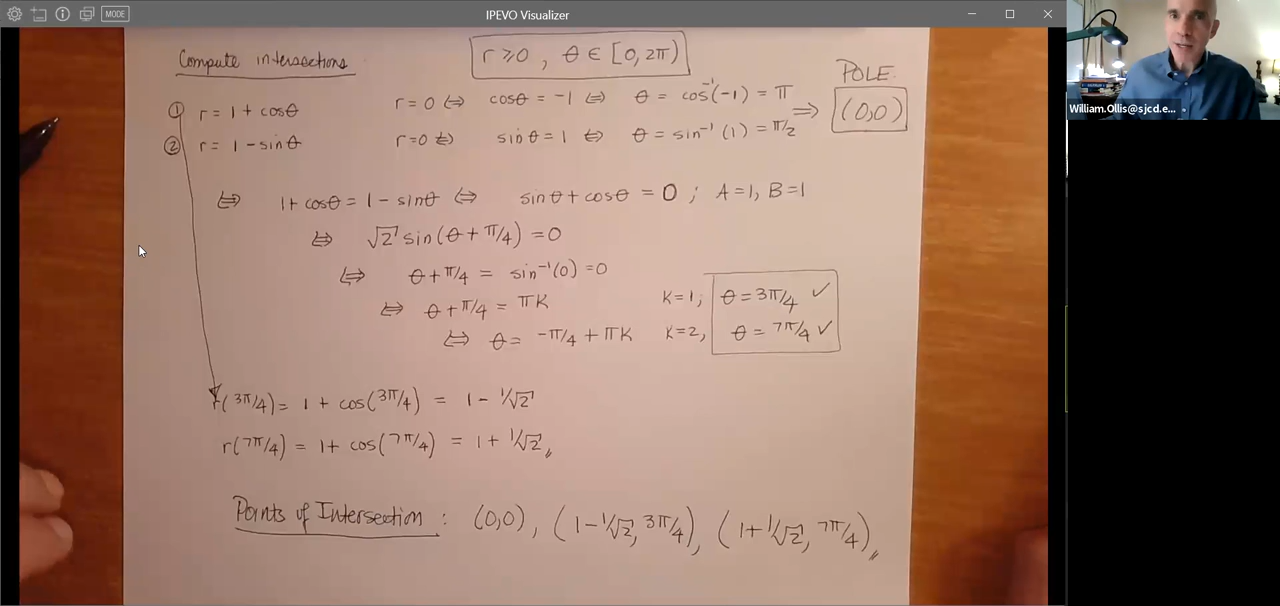 MODE
IPEVO Visualizer
Compute intersections
r ≥ 0 , θ ∈ [0, 2π)
POLE
① r = 1 + cosθ r = 0 ⇔ cosθ = -1 ⇔ θ = cos⁻¹(-1) = π ⇒ (0,0)
② r = 1 - sinθ r=0 ⇔ sinθ = 1 ⇔ θ = sin⁻¹(1) = π/2
William.Ollis@sjcd.e...
⇔ 1 + cosθ = 1 - sinθ ⇔ sinθ + cosθ = 0 ; A=1, B=1
⇔ √2 sin(θ + π/4) = 0
⇔ θ + π/4 = sin⁻¹(0) = 0
⇔ θ + π/4 = πK K=1, θ = 3π/4 ✓
⇔ θ = -π/4 + πK K=2, θ = 7π/4 ✓
r(3π/4) = 1 + cos(3π/4) = 1 - 1/√2
r(7π/4) = 1 + cos(7π/4) = 1 + 1/√2 //
Points of Intersection : (0,0), (1 - 1/√2, 3π/4), (1 + 1/√2, 7π/4) //